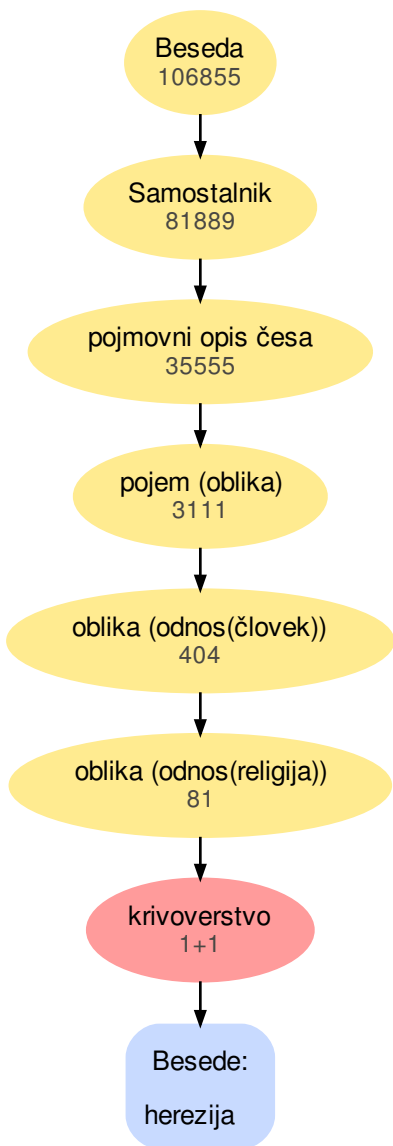 Beseda
106855
Samostalnik
81889
pojmovni opis česa
35555
pojem (oblika)
3111
oblika (odnos(človek))
404
oblika (odnos(religija))
81
krivoverstvo
1+1
Besede:
herezija